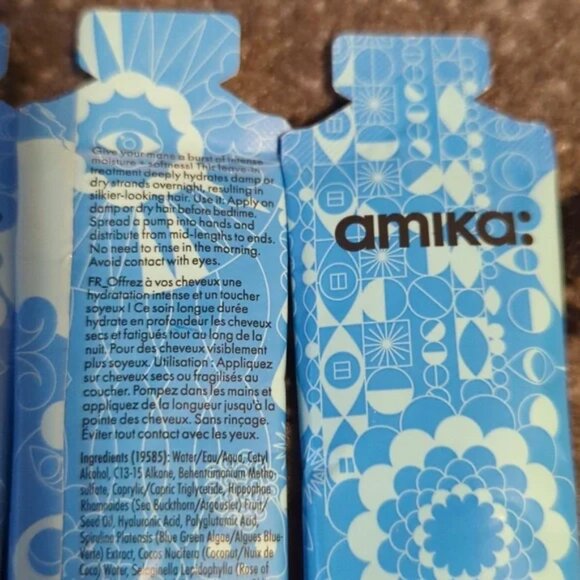 Give your mane a burst of intense
moisture + softness! This leave-in
treatment deeply hydrates damp or
dry strands overnight, resulting in
silkier-looking hair. Use it: Apply on
damp or dry hair before bedtime.
Spread a pump into hands and
distribute from mid-lengths to ends.
No need to rinse in the morning.
Avoid contact with eyes.
FR_Offrez à vos cheveux une
hydratation intense et un toucher
soyeux ! Ce soin longue durée
hydrate en profondeur les cheveux
secs et fatigués tout au long de la
nuit. Pour des cheveux visiblement
plus soyeux. Utilisation : Appliquez
sur cheveux secs ou fragilisés au
coucher. Pompez dans les mains et
appliquez de la longueur jusqu'à la
pointe des cheveux. Sans rinçage.
Éviter tout contact avec les yeux.
Ingredients (19585): Water/Eau/Aqua, Cetyl
Alcohol, C13-15 Alkane, Behentrimonium Metho-
sulfate, Caprylic/Capric Triglyceride, Hippophae
Rhamnoides (Sea Buckthorn/Argousier) Fruit/
Seed Oil, Hyaluronic Acid, Polyglutamic Acid,
Spirulina Platensis (Blue Green Algae/Algues Bleue-
Verte) Extract, Cocos Nucifera (Coconut/Noix de
Coco) Water, Selaginella Lepidophylla (Rose of
amika: